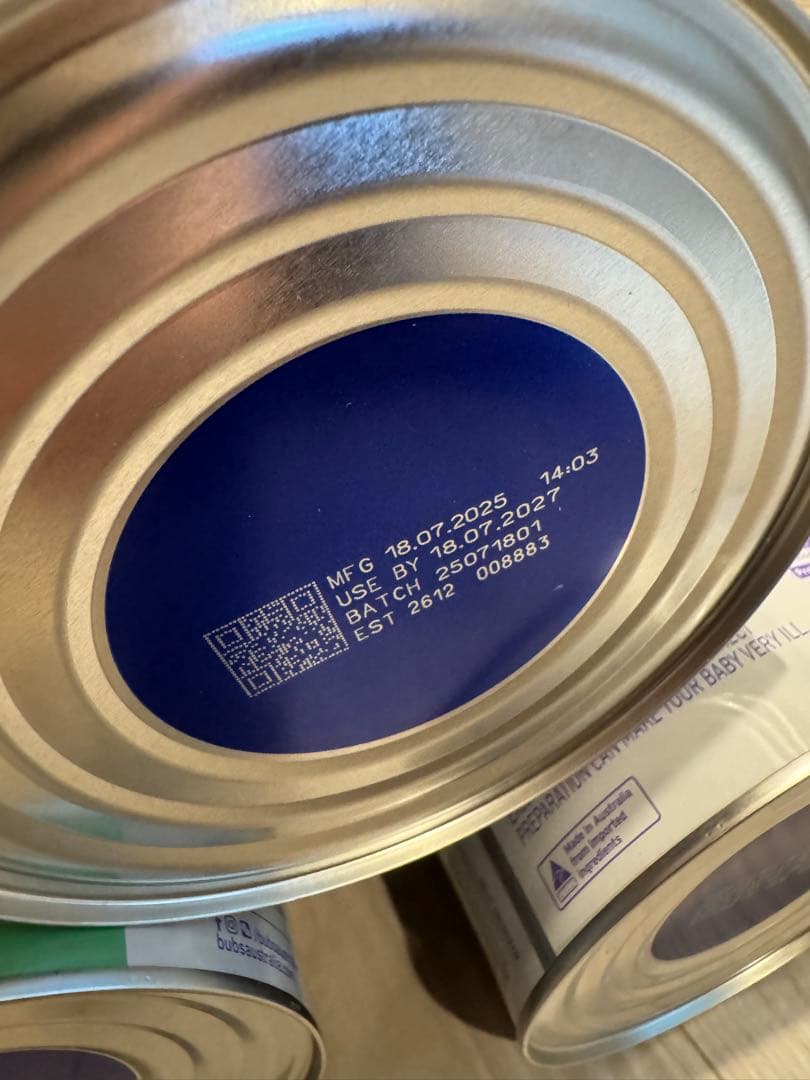 MFG 18.07.2025 14:03
USE BY 18.07.2027
BATCH 25071801
EST 2612 008883
PREPARATION CAN MAKE YOUR BABY VERY ILL.
Made in Australia
from imported
ingredients
bubsaustralia.com